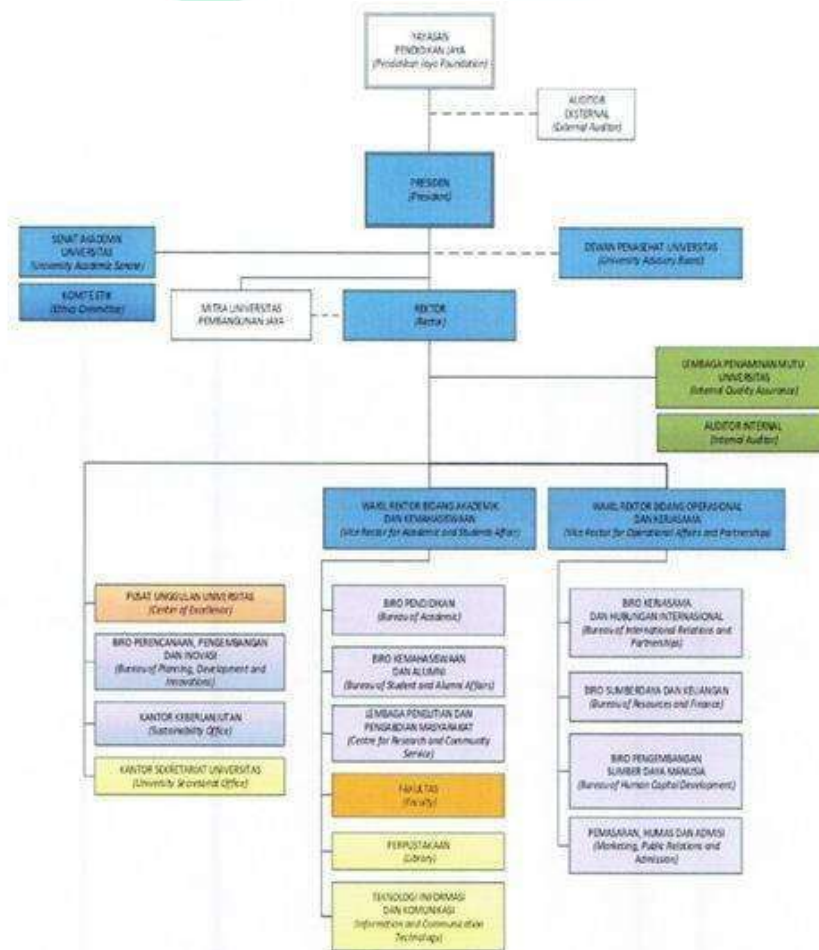 YAYASAN
PENDIDIKAN JAYA
(Pendidikan Jaya Foundation)
AUDITOR
EKSTERNAL
(External Auditor)
PRESIDEN
(President)
SENAT AKADEMIK
UNIVERSITAS
(University Academic Senate)
DEWAN PENASEHAT UNIVERSITAS
(University Advisory Board)
KOMITE ETIK
(Ethics Committee)
MITRA UNIVERSITAS
PEMBANGUNAN JAYA
REKTOR
(Rector)
LEMBAGA PENJAMINAN MUTU
UNIVERSITAS
(Internal Quality Assurance)
AUDITOR INTERNAL
(Internal Auditor)
WAKIL REKTOR BIDANG AKADEMIK
DAN KEMAHASISWAAN
(Vice Rector for Academic and Students Affair)
WAKIL REKTOR BIDANG OPERASIONAL
DAN KERJASAMA
(Vice Rector for Operational Affairs and Partnerships)
PUSAT UNGGULAN UNIVERSITAS
(Center of Excellence)
BIRO PERENCANAAN, PENGEMBANGAN
DAN INOVASI
(Bureau of Planning, Development and
Innovations)
KANTOR KEBERLANJUTAN
(Sustainability Office)
KANTOR SEKRETARIAT UNIVERSITAS
(University Secretariat Office)
BIRO PENDIDIKAN
(Bureau of Academic)
BIRO KEMAHASISWAAN
DAN ALUMNI
(Bureau of Student and Alumni Affairs)
LEMBAGA PENELITIAN DAN
PENGABDIAN MASYARAKAT
(Centre for Research and Community
Service)
FAKULTAS
(Faculty)
PERPUSTAKAAN
(Library)
TEKNOLOGI INFORMASI
DAN KOMUNIKASI
(Information and Communication
Technology)
BIRO KERJASAMA
DAN HUBUNGAN INTERNASIONAL
(Bureau of International Relations and
Partnerships)
BIRO SUMBERDAYA DAN KEUANGAN
(Bureau of Resources and Finance)
BIRO PENGEMBANGAN
SUMBER DAYA MANUSIA
(Bureau of Human Capital Development)
PEMASARAN, HUMAS DAN ADMISI
(Marketing, Public Relations and
Admission)